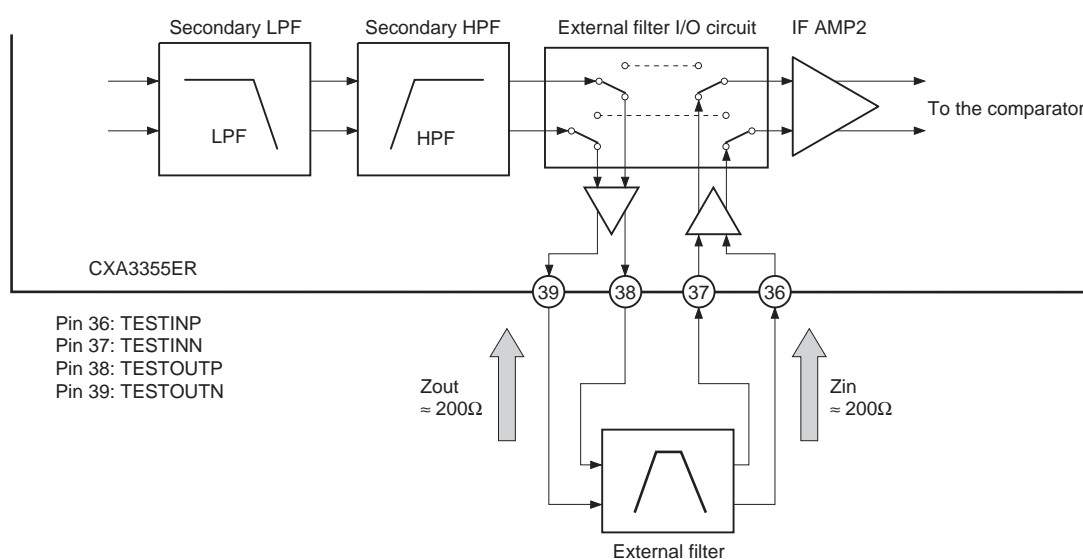 Secondary LPF
Secondary HPF
External filter I/O circuit
IF AMP2
LPF
HPF
To the comparator
CXA3355ER
39
38
37
36
Pin 36: TESTINP
Pin 37: TESTINN
Pin 38: TESTOUTP
Pin 39: TESTOUTN
Zout
≈ 200Ω
Zin
≈ 200Ω
External filter